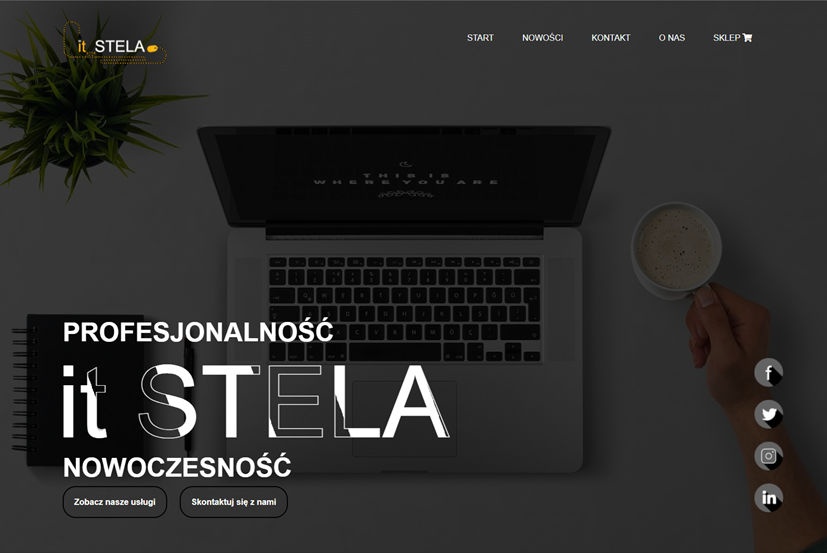 it STELA
START NOWOŚCI KONTAKT O NAS SKLEP
THIS IS
WHERE YOU ARE
PROFESJONALNOŚĆ
it STELA
NOWOCZESNOŚĆ
Zobacz nasze usługi Skontaktuj się z nami